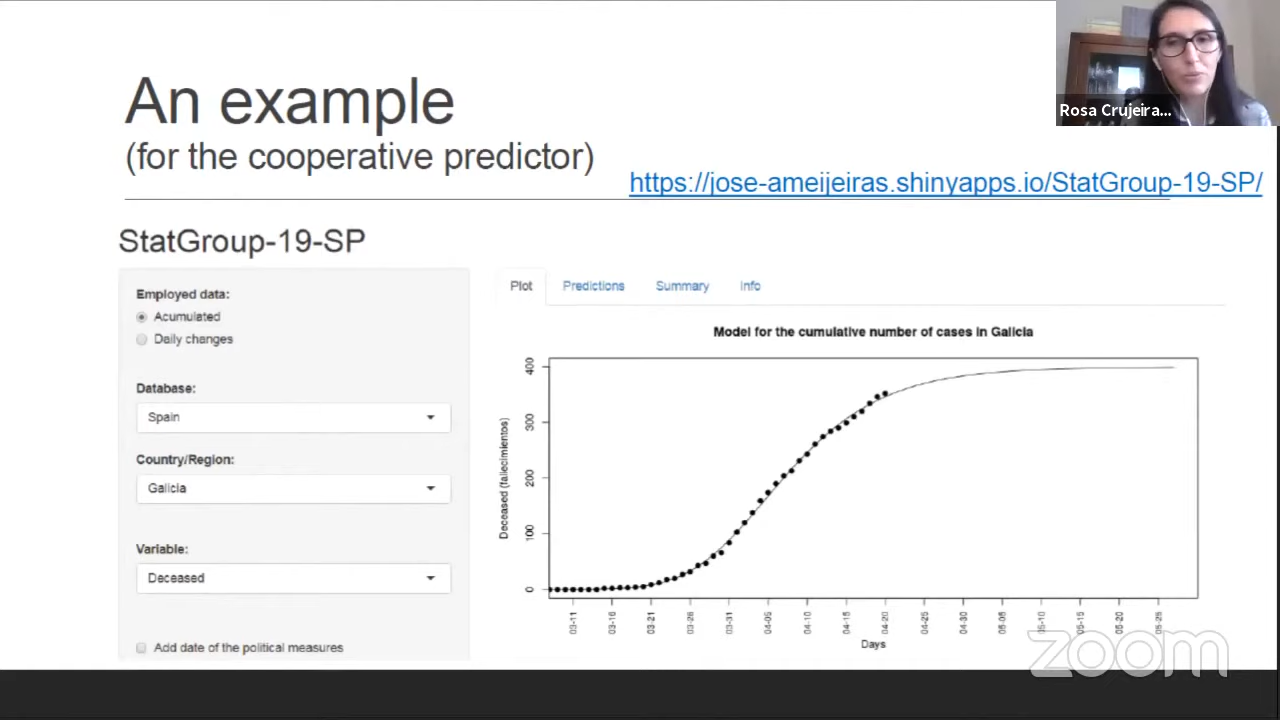 An example
(for the cooperative predictor)
https://jose-ameijeiras.shinyapps.io/StatGroup-19-SP/
Rosa Crujeira...
StatGroup-19-SP
Employed data:
Acumulated
Daily changes
Database:
Spain
Country/Region:
Galicia
Variable:
Deceased
Add date of the political measures
Plot
Predictions
Summary
Info
Model for the cumulative number of cases in Galicia
Deceased (fallecimientos)
400
300
200
100
0
03-11
03-16
03-21
03-26
03-31
04-05
04-10
04-15
04-20
04-25
04-30
05-05
05-10
05-15
05-20
05-25
Days
zoom